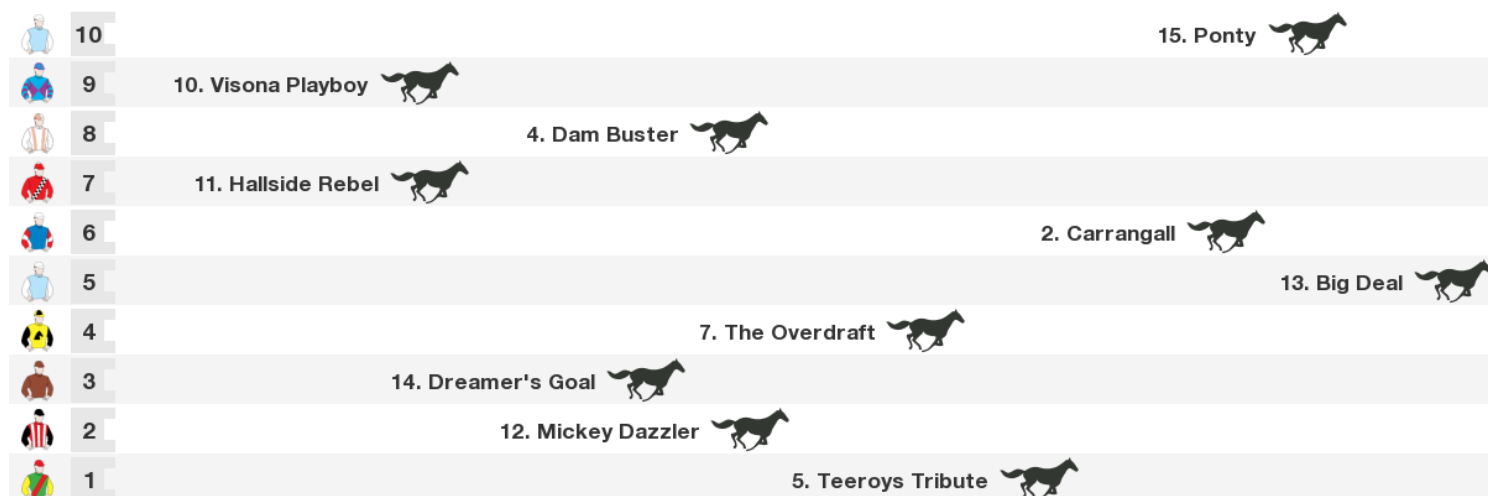 10 15. Ponty
9 10. Visona Playboy
8 4. Dam Buster
7 11. Hallside Rebel
6 2. Carrangall
5 13. Big Deal
4 7. The Overdraft
3 14. Dreamer's Goal
2 12. Mickey Dazzler
1 5. Teeroys Tribute